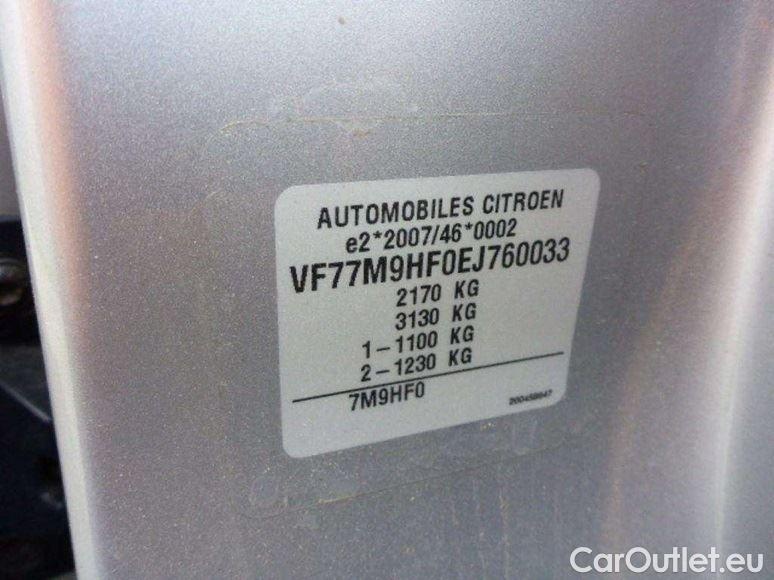 AUTOMOBILES CITROEN
e2*2007/46*0002
VF77M9HF0EJ760033
2170 KG
3130 KG
1-1100 KG
2-1230 KG
7M9HF0
CarOutlet.eu